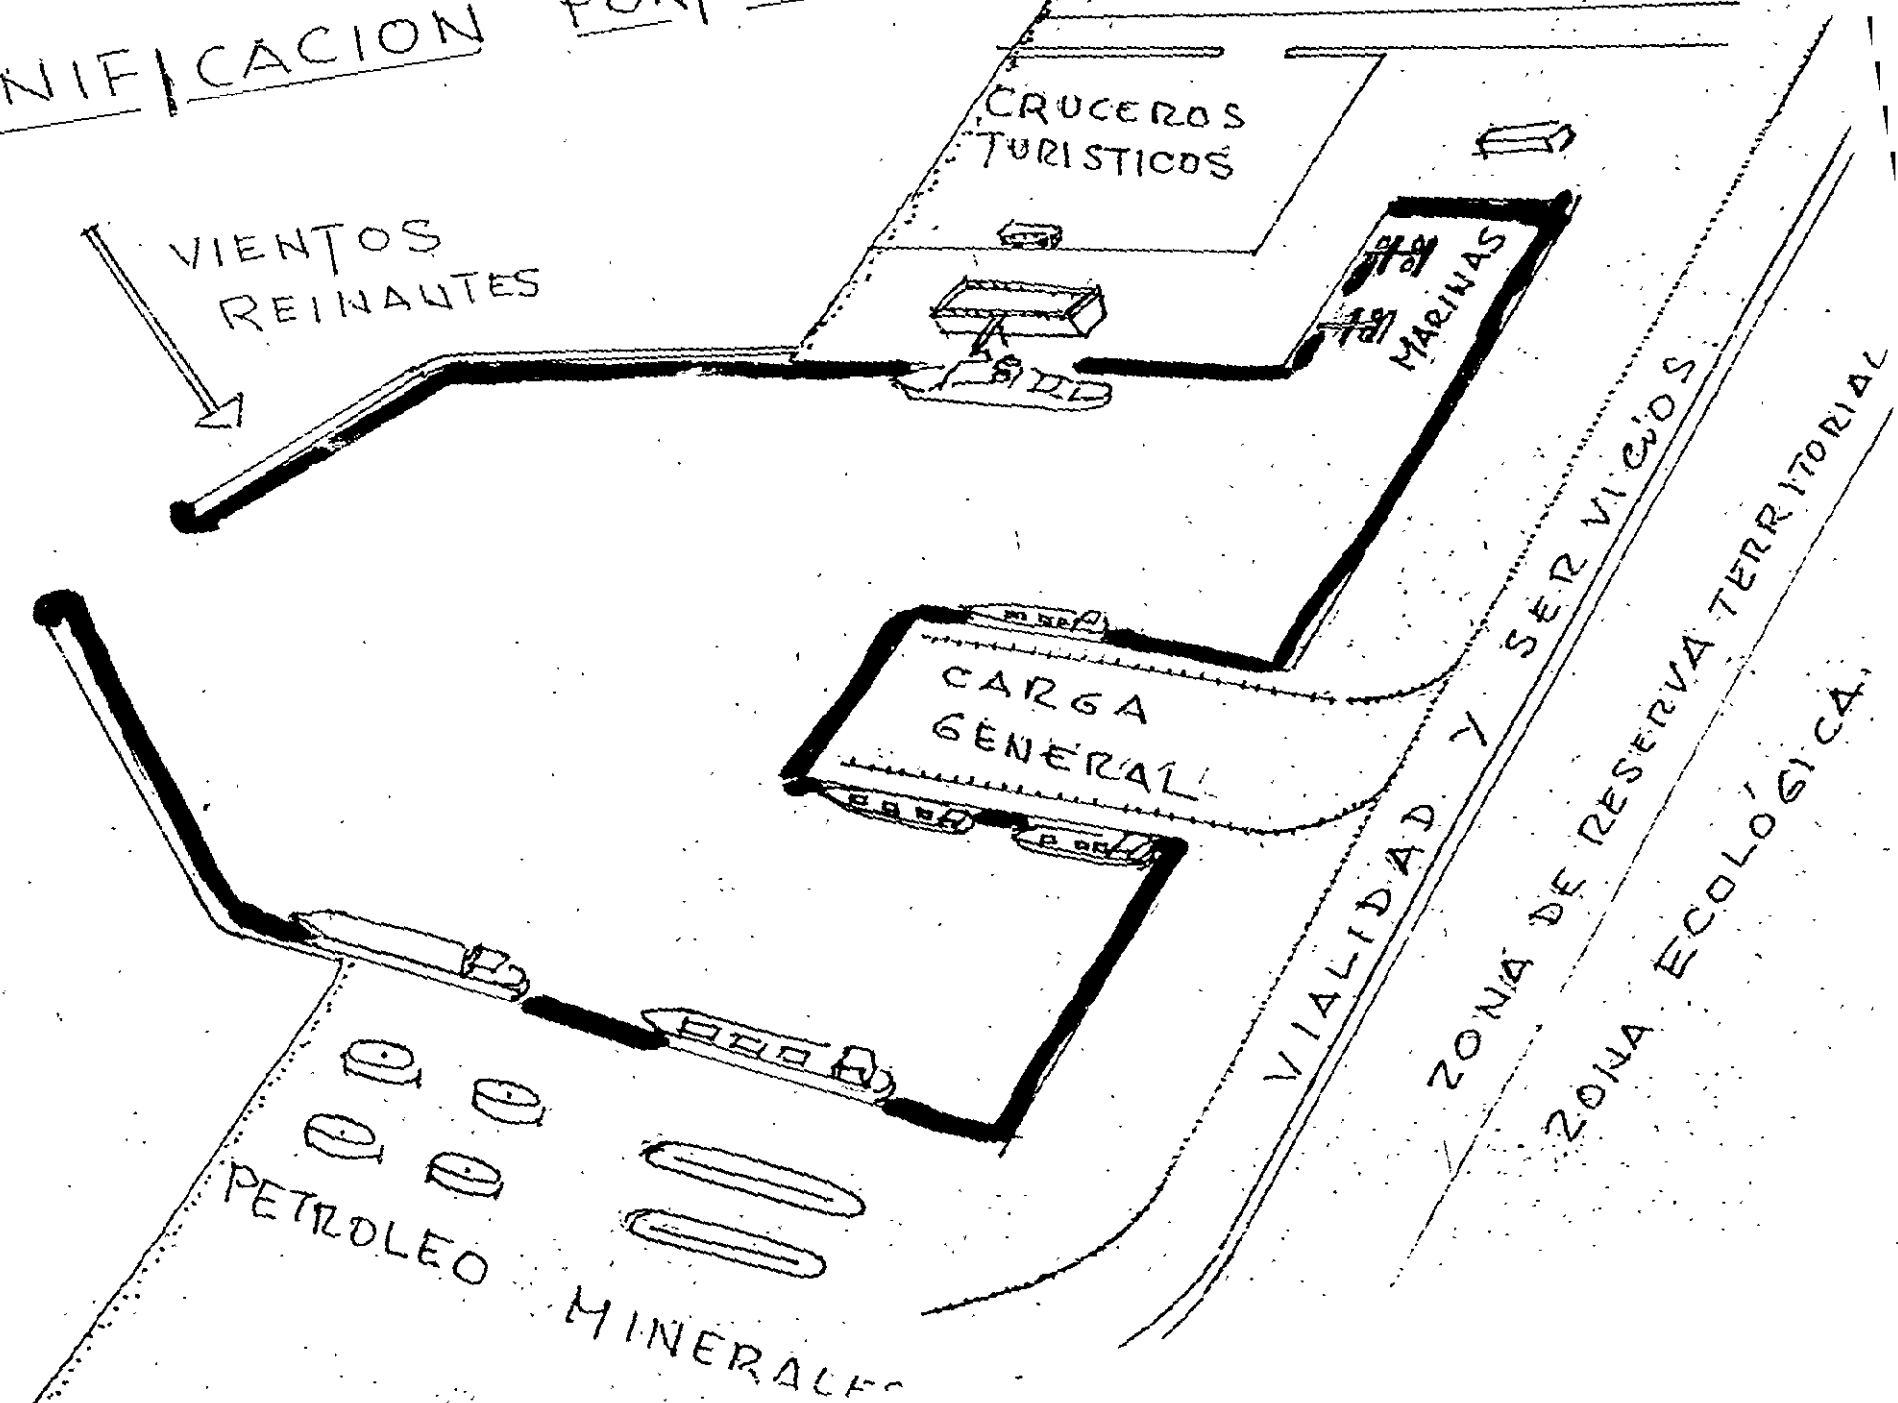 NIFICACION
CRUCEROS
TURISTICOS
VIENTOS
REINANTES
MARINAS
CARGA
GENERAL
VIALIDAD Y SERVICIOS
ZONA DE RESERVA TERRITORIAL
ZONA ECOLÓGICA.
PETROLEO
MINERALES